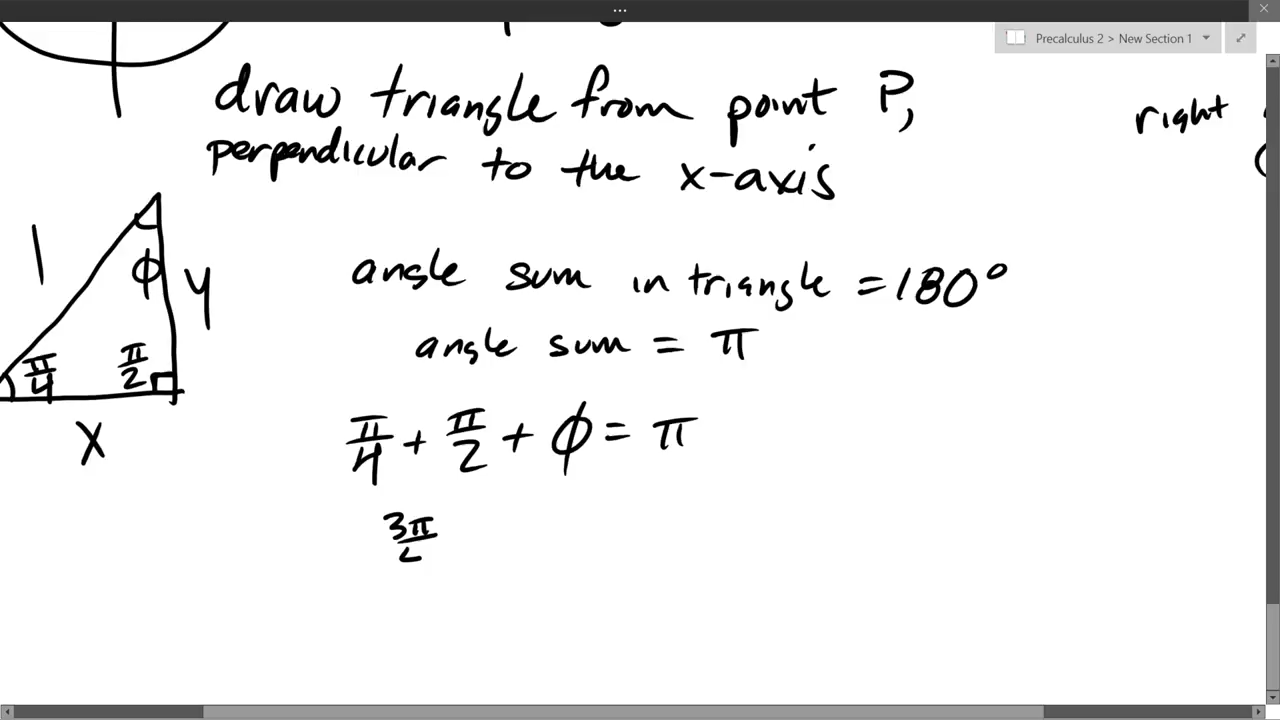 ...
Precalculus 2 > New Section 1
draw triangle from point P,
perpendicular to the x-axis
right
1
ϕ
y
π/4
π/2
x
angle sum in triangle = 180°
angle sum = π
π/4 + π/2 + ϕ = π
3π